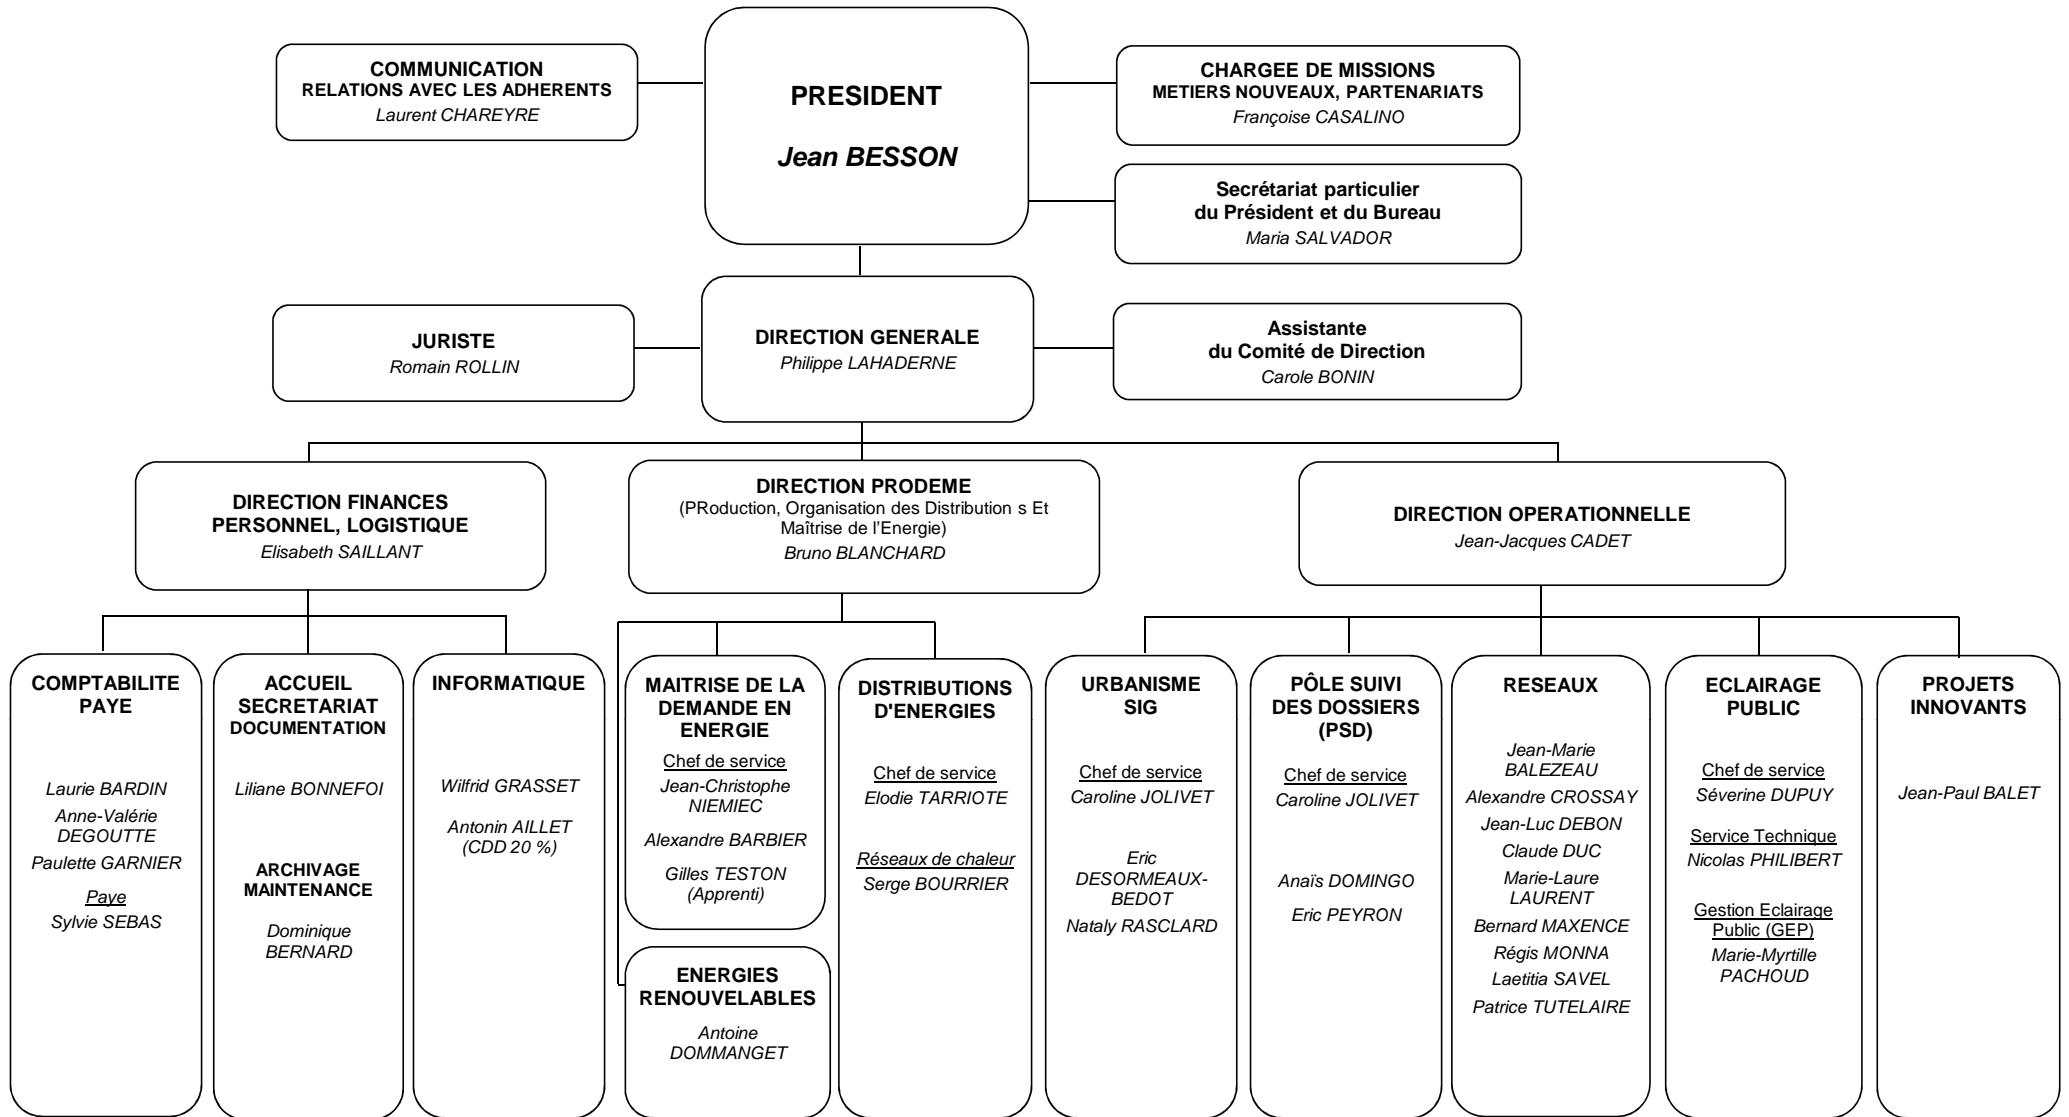 COMMUNICATION
RELATIONS AVEC LES ADHERENTS
Laurent CHAREYRE
PRESIDENT
Jean BESSON
CHARGEE DE MISSIONS
METIERS NOUVEAUX, PARTENARIATS
Françoise CASALINO
Secrétariat particulier
du Président et du Bureau
Maria SALVADOR
JURISTE
Romain ROLLIN
DIRECTION GENERALE
Philippe LAHADERNE
Assistante
du Comité de Direction
Carole BONIN
DIRECTION FINANCES
PERSONNEL, LOGISTIQUE
Elisabeth SAILLANT
DIRECTION PRODEME
(PRoduction, Organisation des Distribution s Et
Maîtrise de l'Energie)
Bruno BLANCHARD
DIRECTION OPERATIONNELLE
Jean-Jacques CADET
COMPTABILITE
PAYE
Laurie BARDIN
Anne-Valérie
DEGOUTTE
Paulette GARNIER
Paye
Sylvie SEBAS
ACCUEIL
SECRETARIAT
DOCUMENTATION
Liliane BONNEFOI
ARCHIVAGE
MAINTENANCE
Dominique
BERNARD
INFORMATIQUE
Wilfrid GRASSET
Antonin AILLET
(CDD 20 %)
MAITRISE DE LA
DEMANDE EN
ENERGIE
Chef de service
Jean-Christophe
NIEMIEC
Alexandre BARBIER
Gilles TESTON
(Apprenti)
ENERGIES
RENOUVELABLES
Antoine
DOMMANGET
DISTRIBUTIONS
D'ENERGIES
Chef de service
Elodie TARRIOTE
Réseaux de chaleur
Serge BOURRIER
URBANISME
SIG
Chef de service
Caroline JOLIVET
Eric
DESORMEAUX-
BEDOT
Nataly RASCLARD
PÔLE SUIVI
DES DOSSIERS
(PSD)
Chef de service
Caroline JOLIVET
Anaïs DOMINGO
Eric PEYRON
RESEAUX
Jean-Marie
BALEZEAU
Alexandre CROSSAY
Jean-Luc DEBON
Claude DUC
Marie-Laure
LAURENT
Bernard MAXENCE
Régis MONNA
Laetitia SAVEL
Patrice TUTELAIRE
ECLAIRAGE
PUBLIC
Chef de service
Séverine DUPUY
Service Technique
Nicolas PHILIBERT
Gestion Eclairage
Public (GEP)
Marie-Myrtille
PACHOUD
PROJETS
INNOVANTS
Jean-Paul BALET